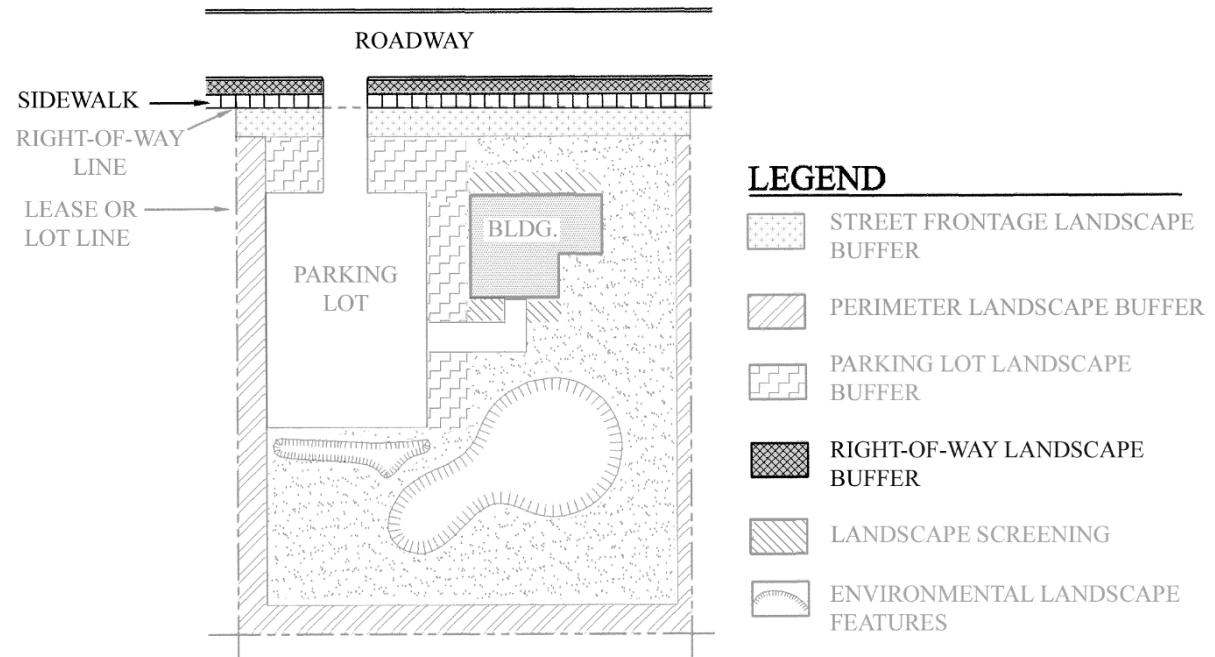 ROADWAY
SIDEWALK
RIGHT-OF-WAY
LINE
LEASE OR
LOT LINE
BLDG.
PARKING
LOT
LEGEND
STREET FRONTAGE LANDSCAPE
BUFFER
PERIMETER LANDSCAPE BUFFER
PARKING LOT LANDSCAPE
BUFFER
RIGHT-OF-WAY LANDSCAPE
BUFFER
LANDSCAPE SCREENING
ENVIRONMENTAL LANDSCAPE
FEATURES